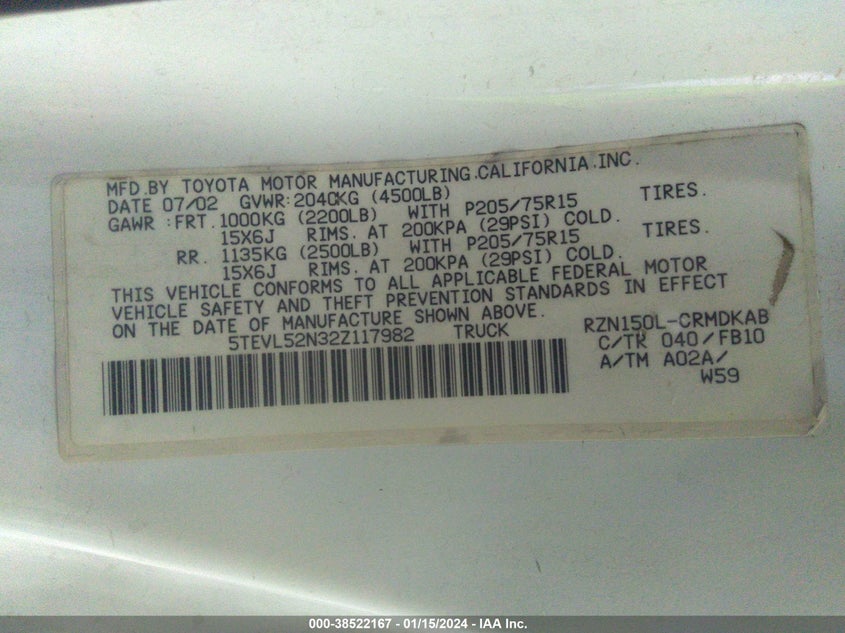 MFD.BY TOYOTA MOTOR MANUFACTURING.CALIFORNIA.INC.
DATE 07/02 GVWR:2040KG (4500LB)
GAWR :FRT. 1000KG (2200LB) WITH P205/75R15 TIRES.
15X6J RIMS. AT 200KPA (29PSI) COLD.
RR. 1135KG (2500LB) WITH P205/75R15 TIRES.
15X6J RIMS. AT 200KPA (29PSI) COLD.
THIS VEHICLE CONFORMS TO ALL APPLICABLE FEDERAL MOTOR
VEHICLE SAFETY AND THEFT PREVENTION STANDARDS IN EFFECT
ON THE DATE OF MANUFACTURE SHOWN ABOVE.
5TEVL52N32Z117982 TRUCK RZN150L-CRMDKAB
C/TR 040/FB10
A/TM A02A/
W59
000-38522167 - 01/15/2024 - IAA Inc.